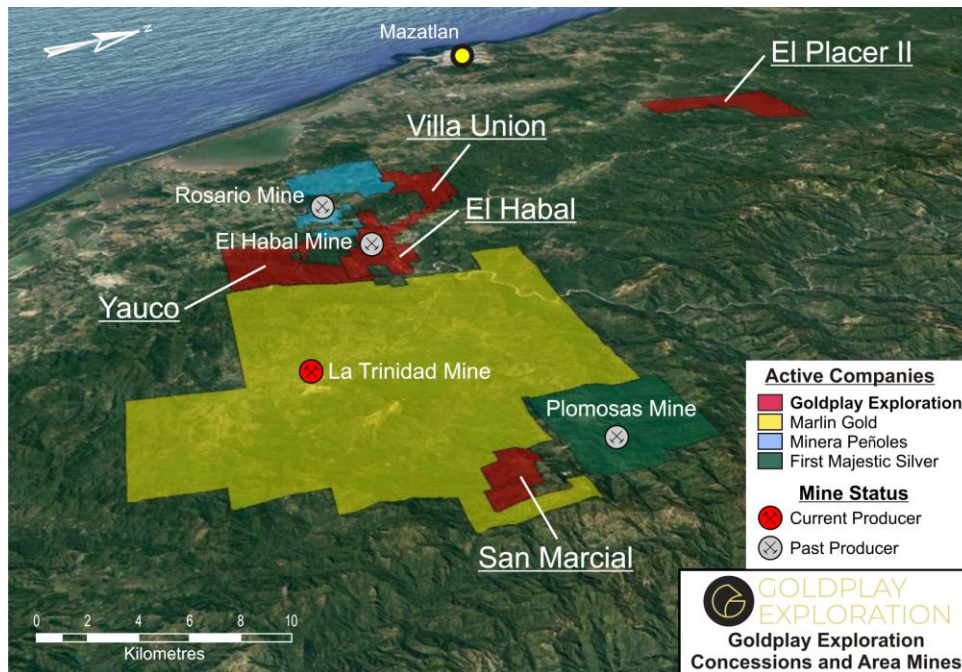 Z
Mazatlan
El Placer II
Villa Union
Rosario Mine
El Habal
El Habal Mine
Yauco
La Trinidad Mine
Plomosas Mine
San Marcial
Active Companies
Goldplay Exploration
Marlin Gold
Minera Peñoles
First Majestic Silver
Mine Status
Current Producer
Past Producer
0 2 4 6 8 10
Kilometres
GOLDPLAY
EXPLORATION
Goldplay Exploration
Concessions and Area Mines